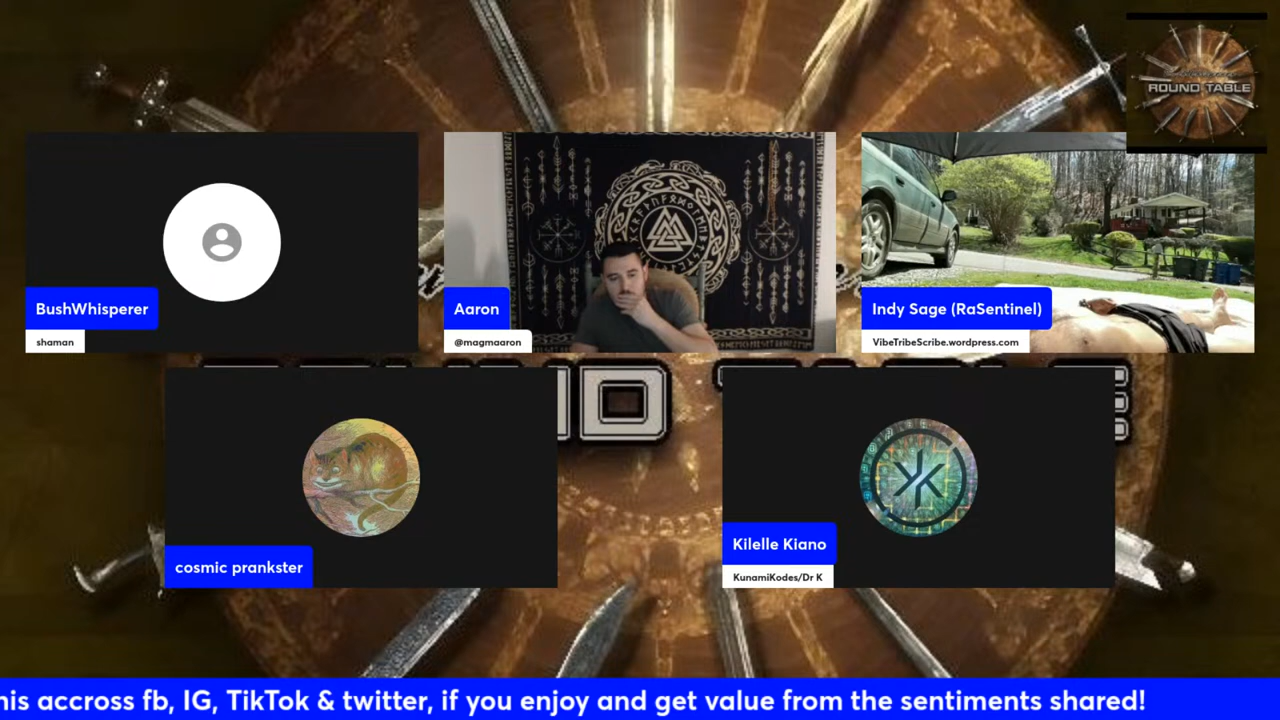 ROUND TABLE
BushWhisperer
shaman
Aaron
@magmaaron
Indy Sage (RaSentinel)
VibeTribeScribe.wordpress.com
cosmic prankster
Kilelle Kiano
KunamiKodes/Dr K
his accross fb, IG, TikTok & twitter, if you enjoy and get value from the sentiments shared!